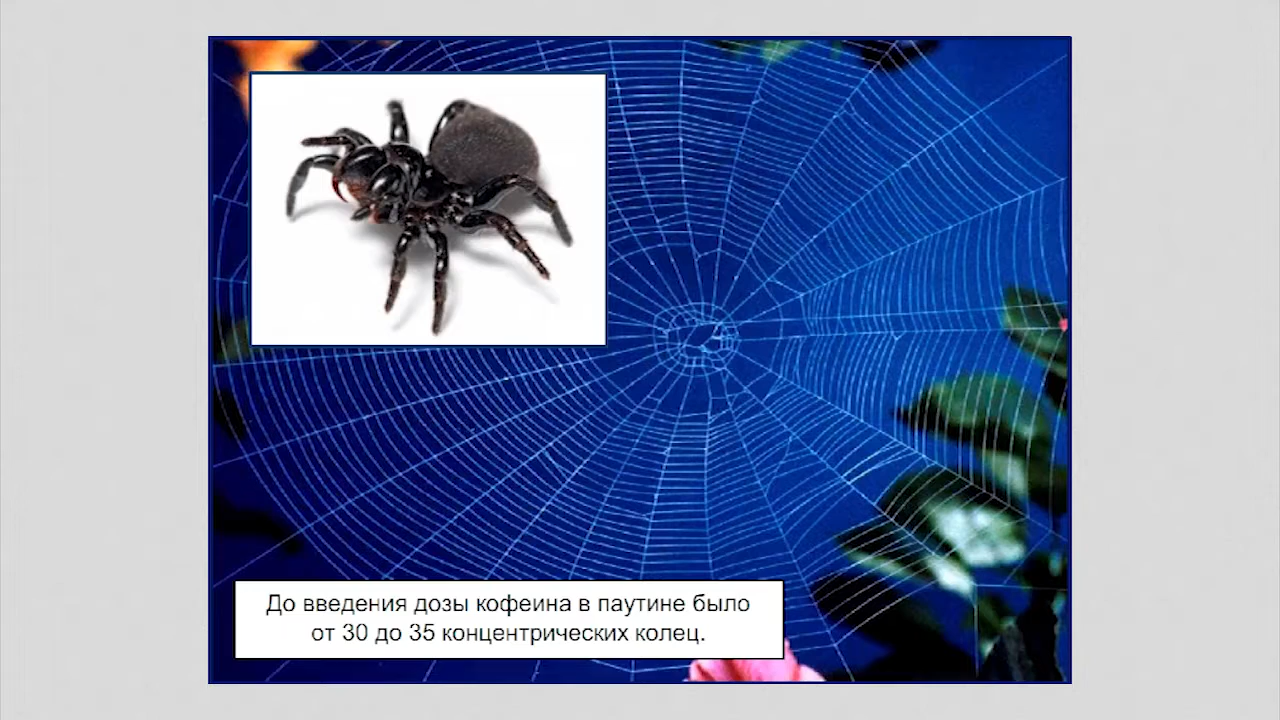 До введения дозы кофеина в паутине было
от 30 до 35 концентрических колец.